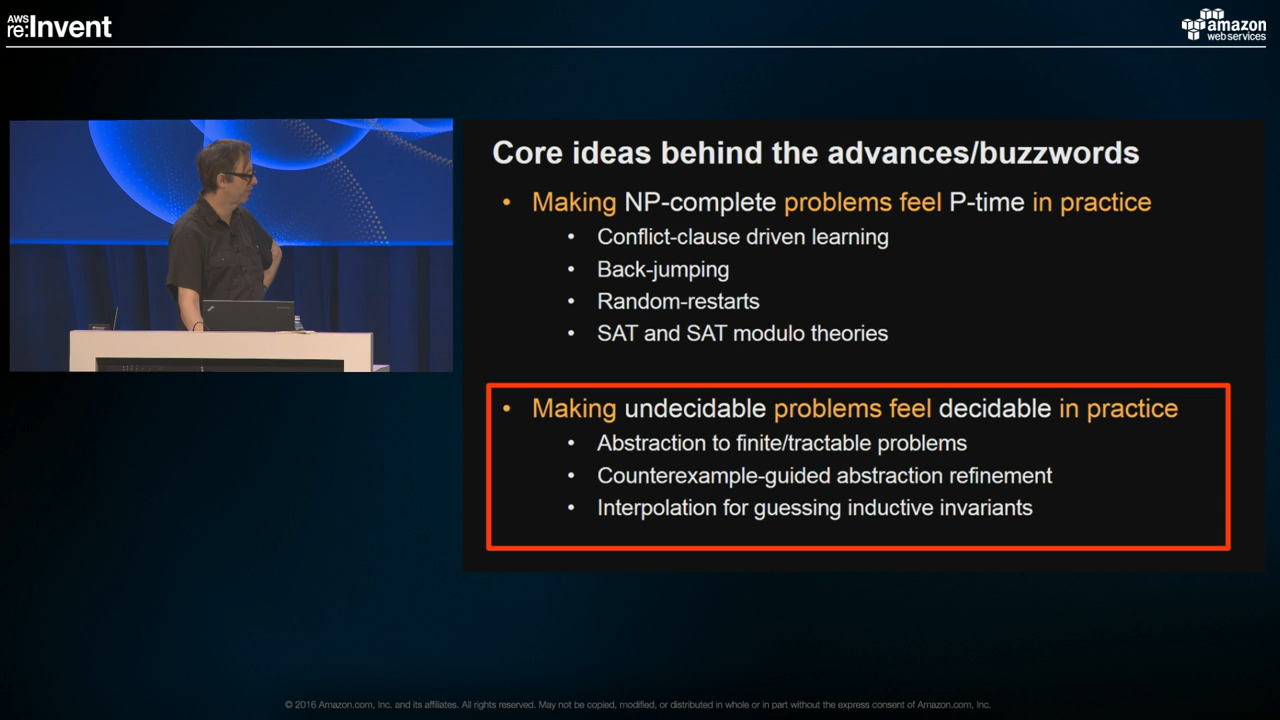 AWS
re:Invent
amazon
web services
Core ideas behind the advances/buzzwords
• Making NP-complete problems feel P-time in practice
• Conflict-clause driven learning
• Back-jumping
• Random-restarts
• SAT and SAT modulo theories
• Making undecidable problems feel decidable in practice
• Abstraction to finite/tractable problems
• Counterexample-guided abstraction refinement
• Interpolation for guessing inductive invariants
© 2016 Amazon.com, Inc. and its affiliates. All rights reserved. May not be copied, modified, or distributed in whole or in part without the express consent of Amazon.com, Inc.